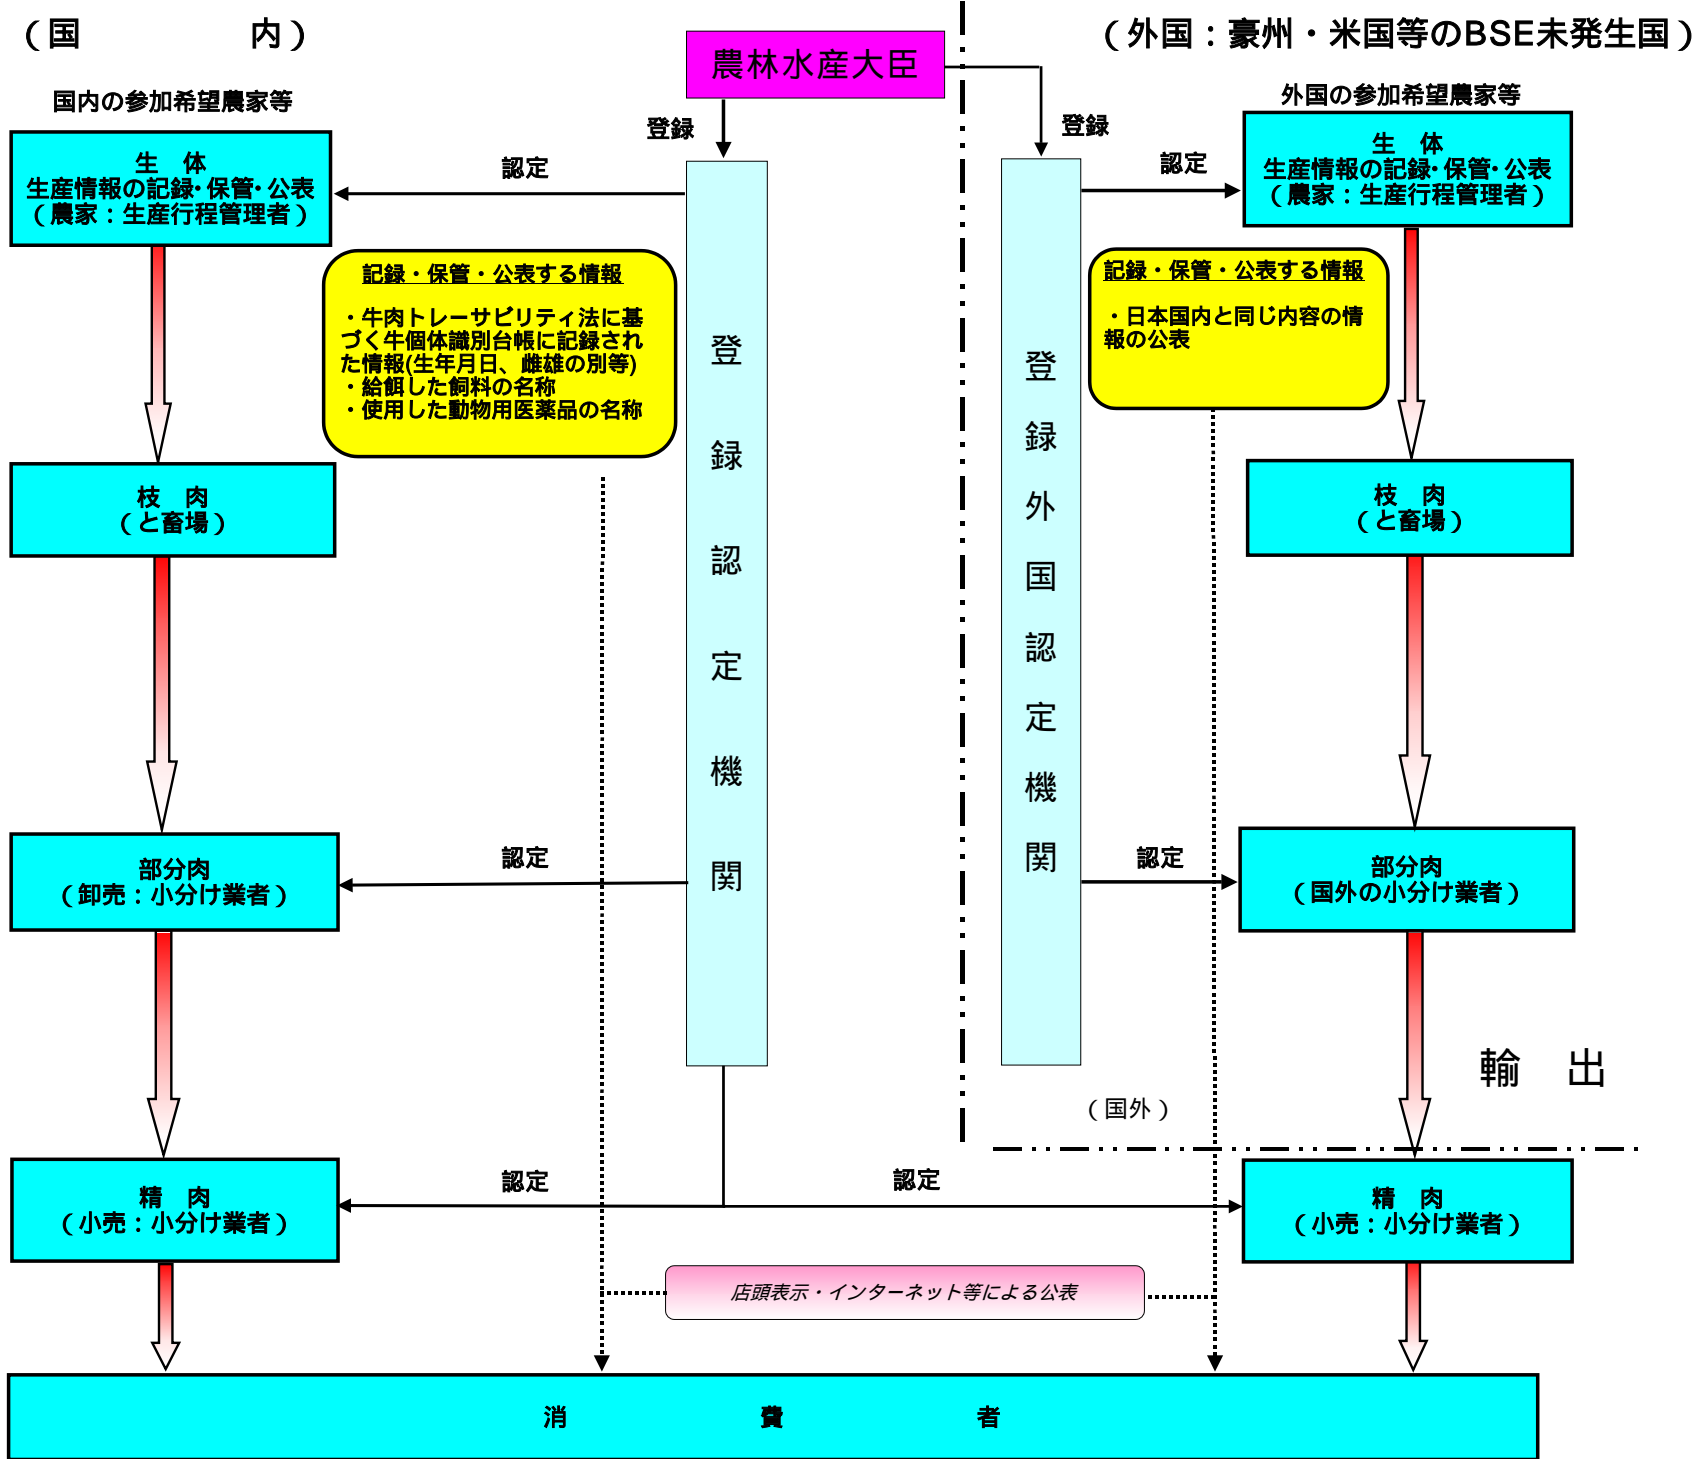 （国　　　　　内）
農林水産大臣
（外国：豪州・米国等のBSE未発生国）
国内の参加希望農家等
外国の参加希望農家等
登録
登録
生　体
生産情報の記録・保管・公表
（農家：生産行程管理者）
認定
認定
生　体
生産情報の記録・保管・公表
（農家：生産行程管理者）
記録・保管・公表する情報
・牛肉トレーサビリティ法に基
づく牛個体識別台帳に記録され
た情報(生年月日、雌雄の別等)
・給餌した飼料の名称
・使用した動物用医薬品の名称
登録認定機関
登録外国認定機関
記録・保管・公表する情報
・日本国内と同じ内容の情
報の公表
枝　肉
（と畜場）
枝　肉
（と畜場）
部分肉
（卸売：小分け業者）
認定
認定
部分肉
（国外の小分け業者）
輸　出
（国外）
精　肉
（小売：小分け業者）
認定
認定
精　肉
（小売：小分け業者）
店頭表示・インターネット等による公表
消　　　　費　　　　者